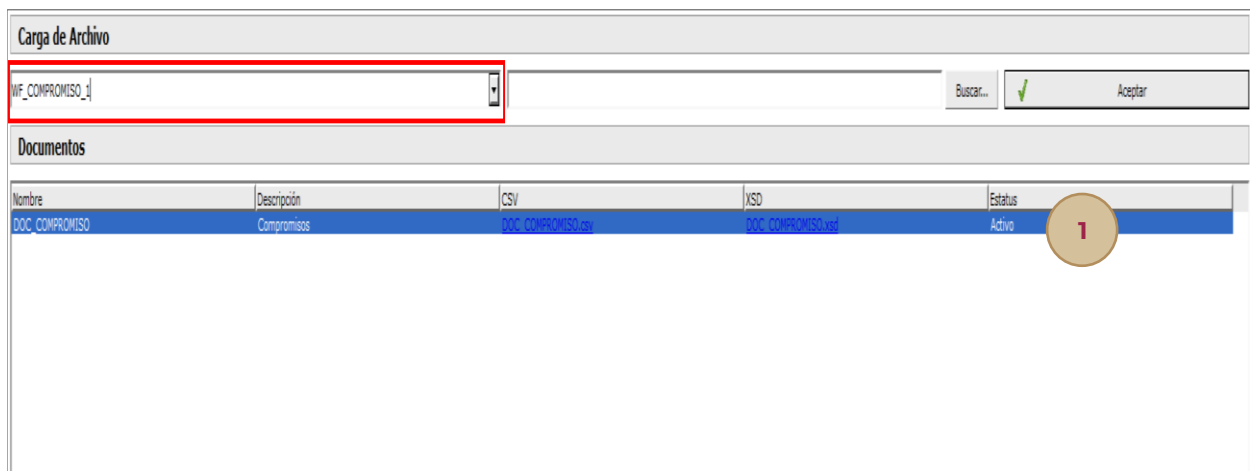 Carga de Archivo
WF_COMPROMISO_1 Buscar... Aceptar
Documentos
Nombre Descripción CSV XSD Estatus
DOC_COMPROMISO Compromisos DOC_COMPROMISO.csv DOC_COMPROMISO.xsd Activo 1